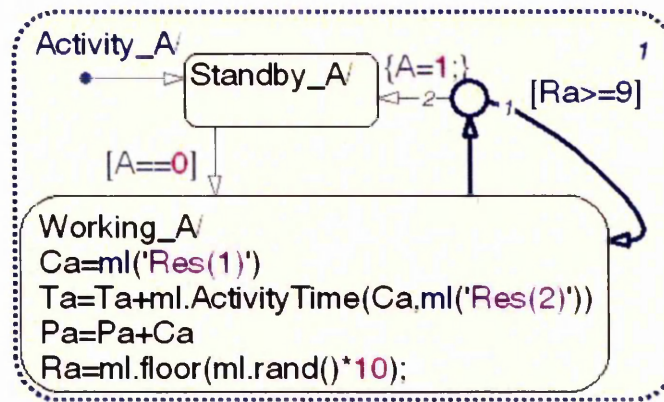 Activity_A/
1
Standby_A/
{A=1;}
2
1
[Ra>=9]
[A==0]
Working_A/
Ca=ml('Res(1)')
Ta=Ta+ml.ActivityTime(Ca,ml('Res(2)'))
Pa=Pa+Ca
Ra=ml.floor(ml.rand()*10);